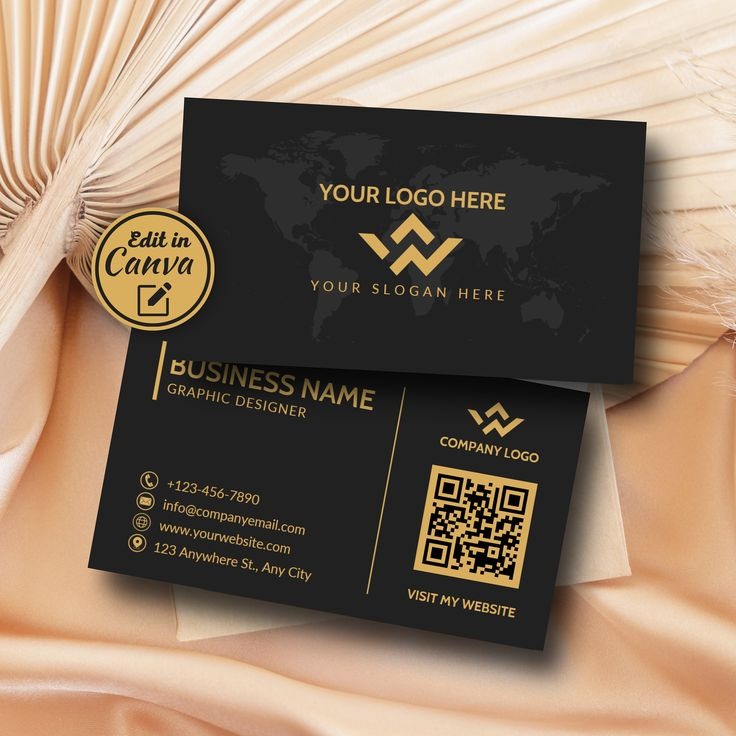 YOUR LOGO HERE
YOUR SLOGAN HERE
Edit in
Canva
BUSINESS NAME
GRAPHIC DESIGNER
+123-456-7890
info@companyemail.com
www.yourwebsite.com
123 Anywhere St., Any City
COMPANY LOGO
VISIT MY WEBSITE